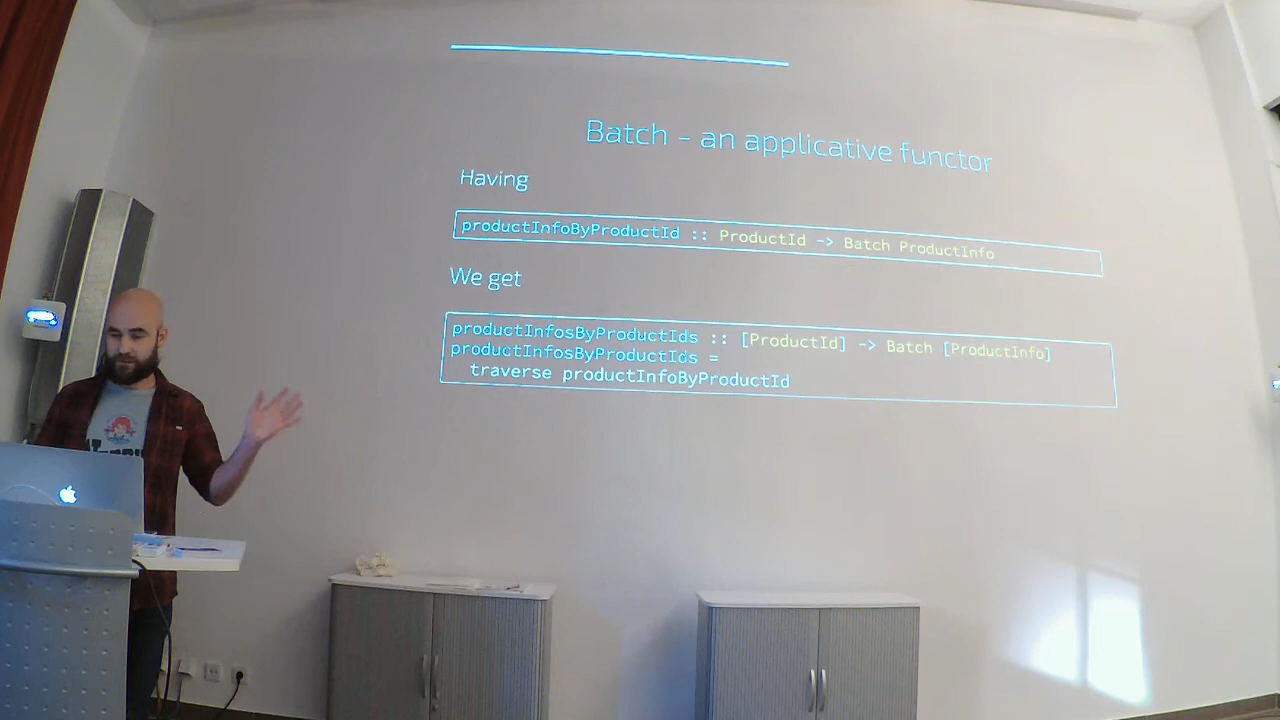 Batch – an applicative functor
Having
productInfoByProductId :: ProductId -> Batch ProductInfo
We get
productInfosByProductIds :: [ProductId] -> Batch [ProductInfo]
productInfosByProductIds =
traverse productInfoByProductId